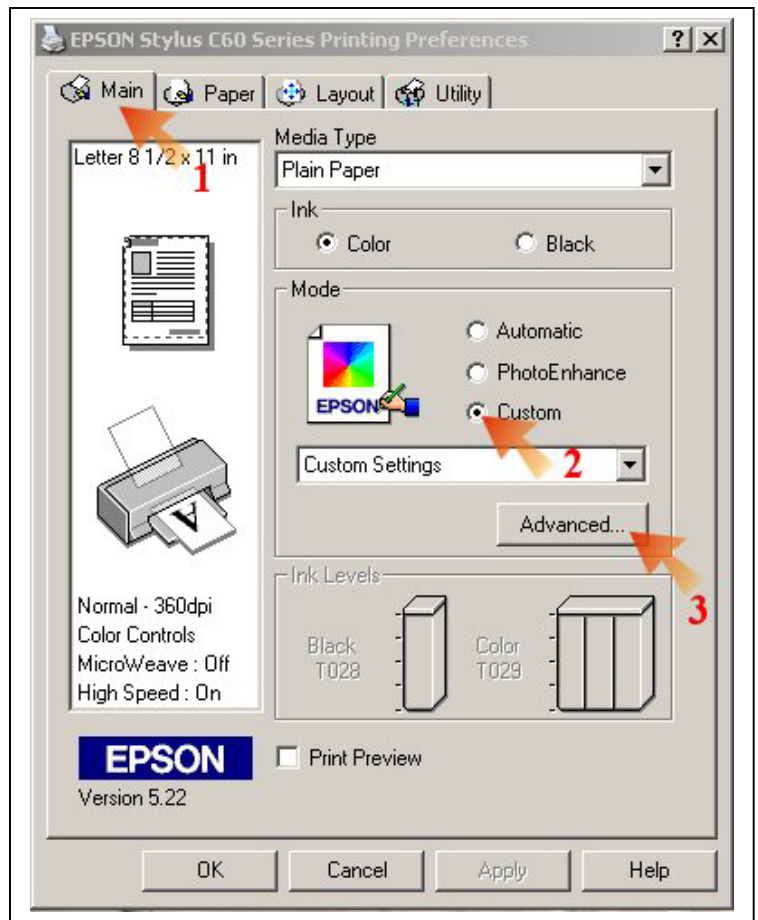 EPSON Stylus C60 Series Printing Preferences
? X
Main Paper Layout Utility
1
Letter 8 1/2 x 11 in
Media Type
Plain Paper
Ink
Color Black
Mode
Automatic
PhotoEnhance
EPSON
Custom
2
Custom Settings
Advanced...
3
A
Normal - 360dpi
Color Controls
MicroWeave : Off
High Speed : On
Ink Levels
Black
T028
Color
T029
EPSON
Version 5.22
Print Preview
OK Cancel Apply Help